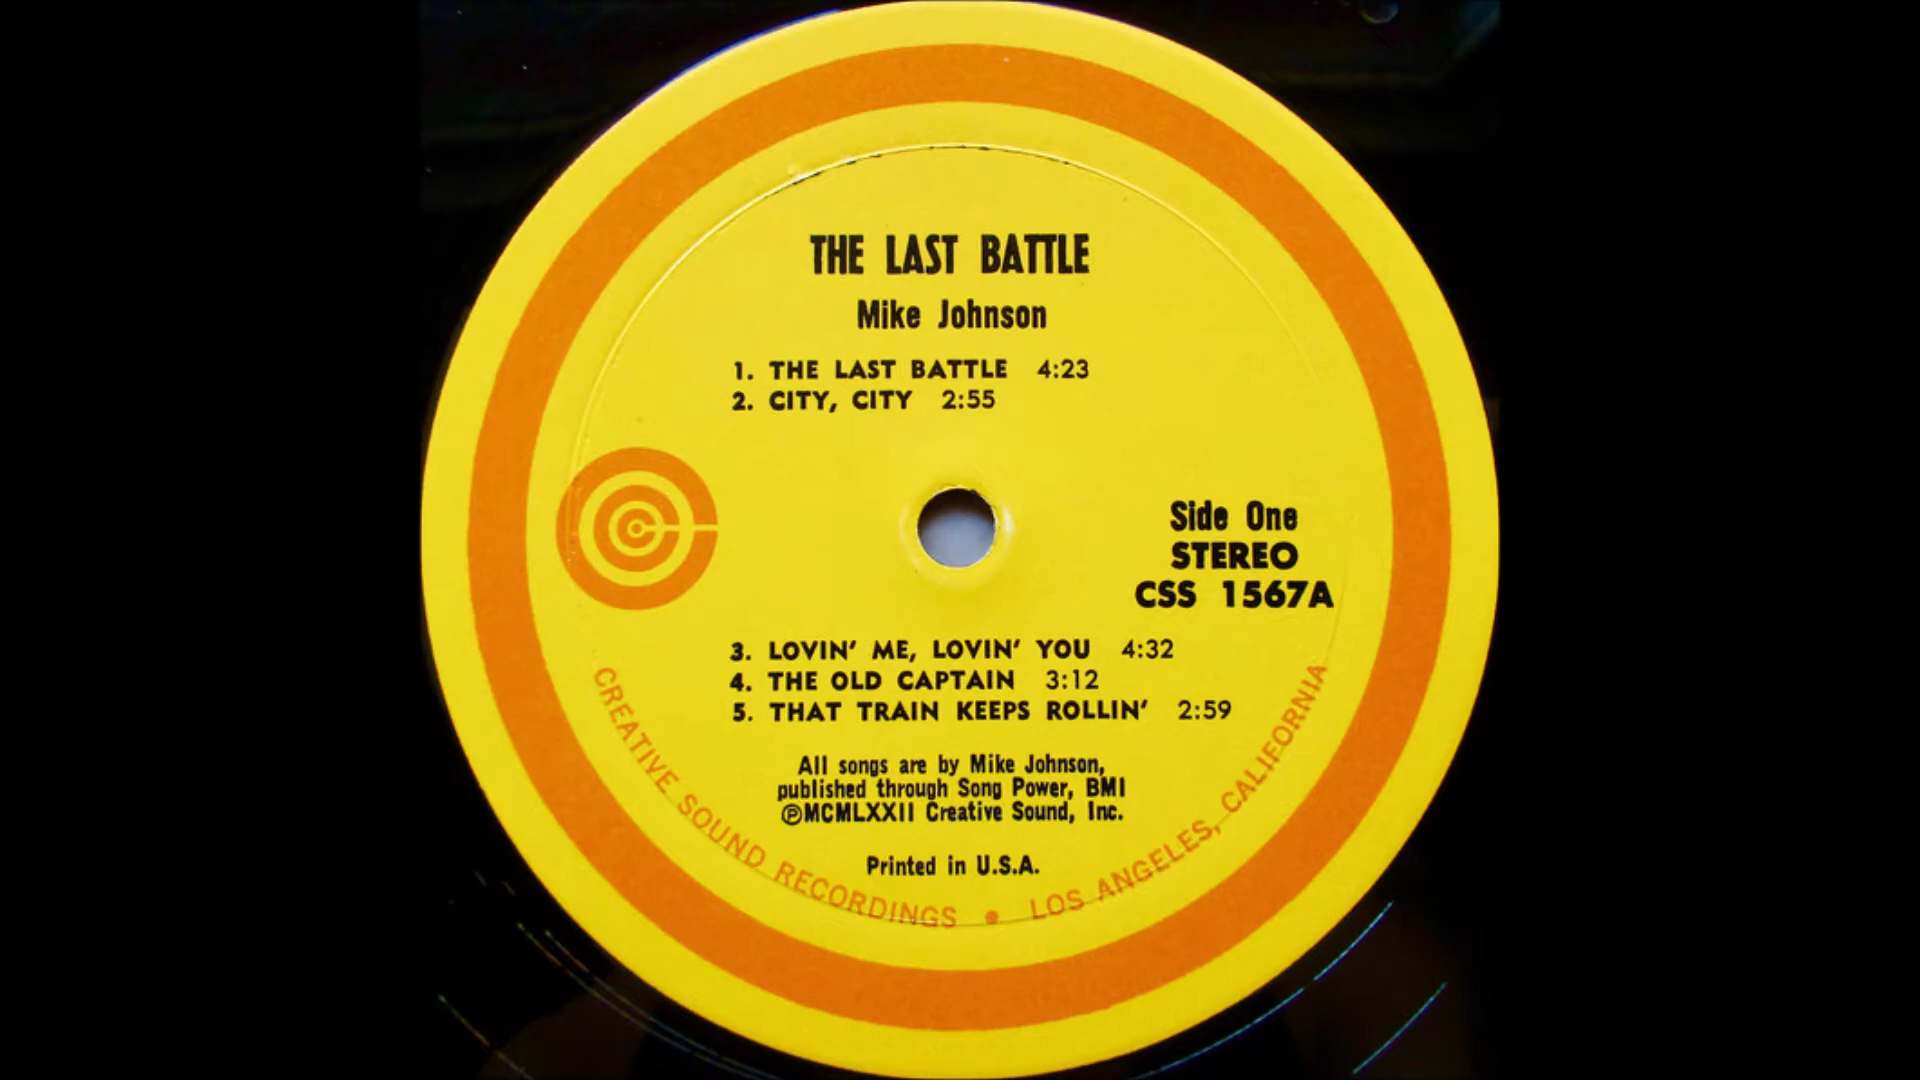 THE LAST BATTLE
Mike Johnson
1. THE LAST BATTLE 4:23
2. CITY, CITY 2:55
Side One
STEREO
CSS 1567A
3. LOVIN' ME, LOVIN' YOU 4:32
4. THE OLD CAPTAIN 3:12
5. THAT TRAIN KEEPS ROLLIN' 2:59
All songs are by Mike Johnson,
published through Song Power, BMI
℗MCMLXXII Creative Sound, Inc.
Printed in U.S.A.
CREATIVE SOUND RECORDINGS • LOS ANGELES, CALIFORNIA